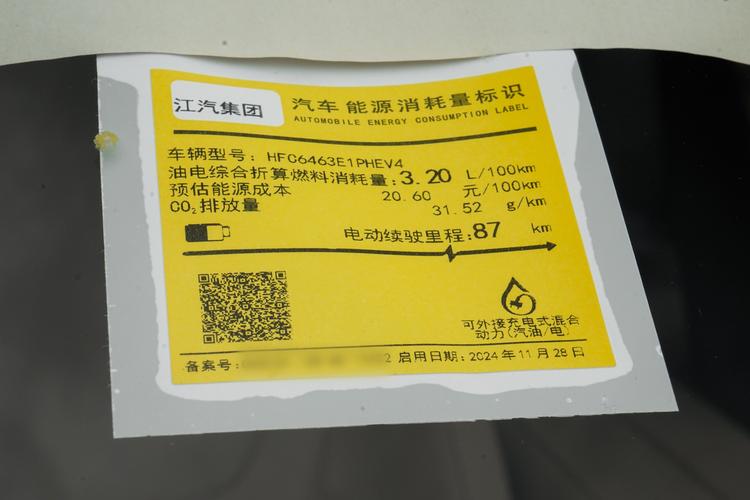 江汽集团
汽车能源消耗量标识
AUTOMOBILE ENERGY CONSUMPTION LABEL
车辆型号: HFC6463E1PHEV4
油电综合折算燃料消耗量:3.20 L/100km
预估能源成本 20.60 元/100km
CO₂排放量 31.52 g/km
电动续驶里程:87 km
可外接充电式混合
动力(汽油/电)
备案号: 2 启用日期: 2024年11月28日